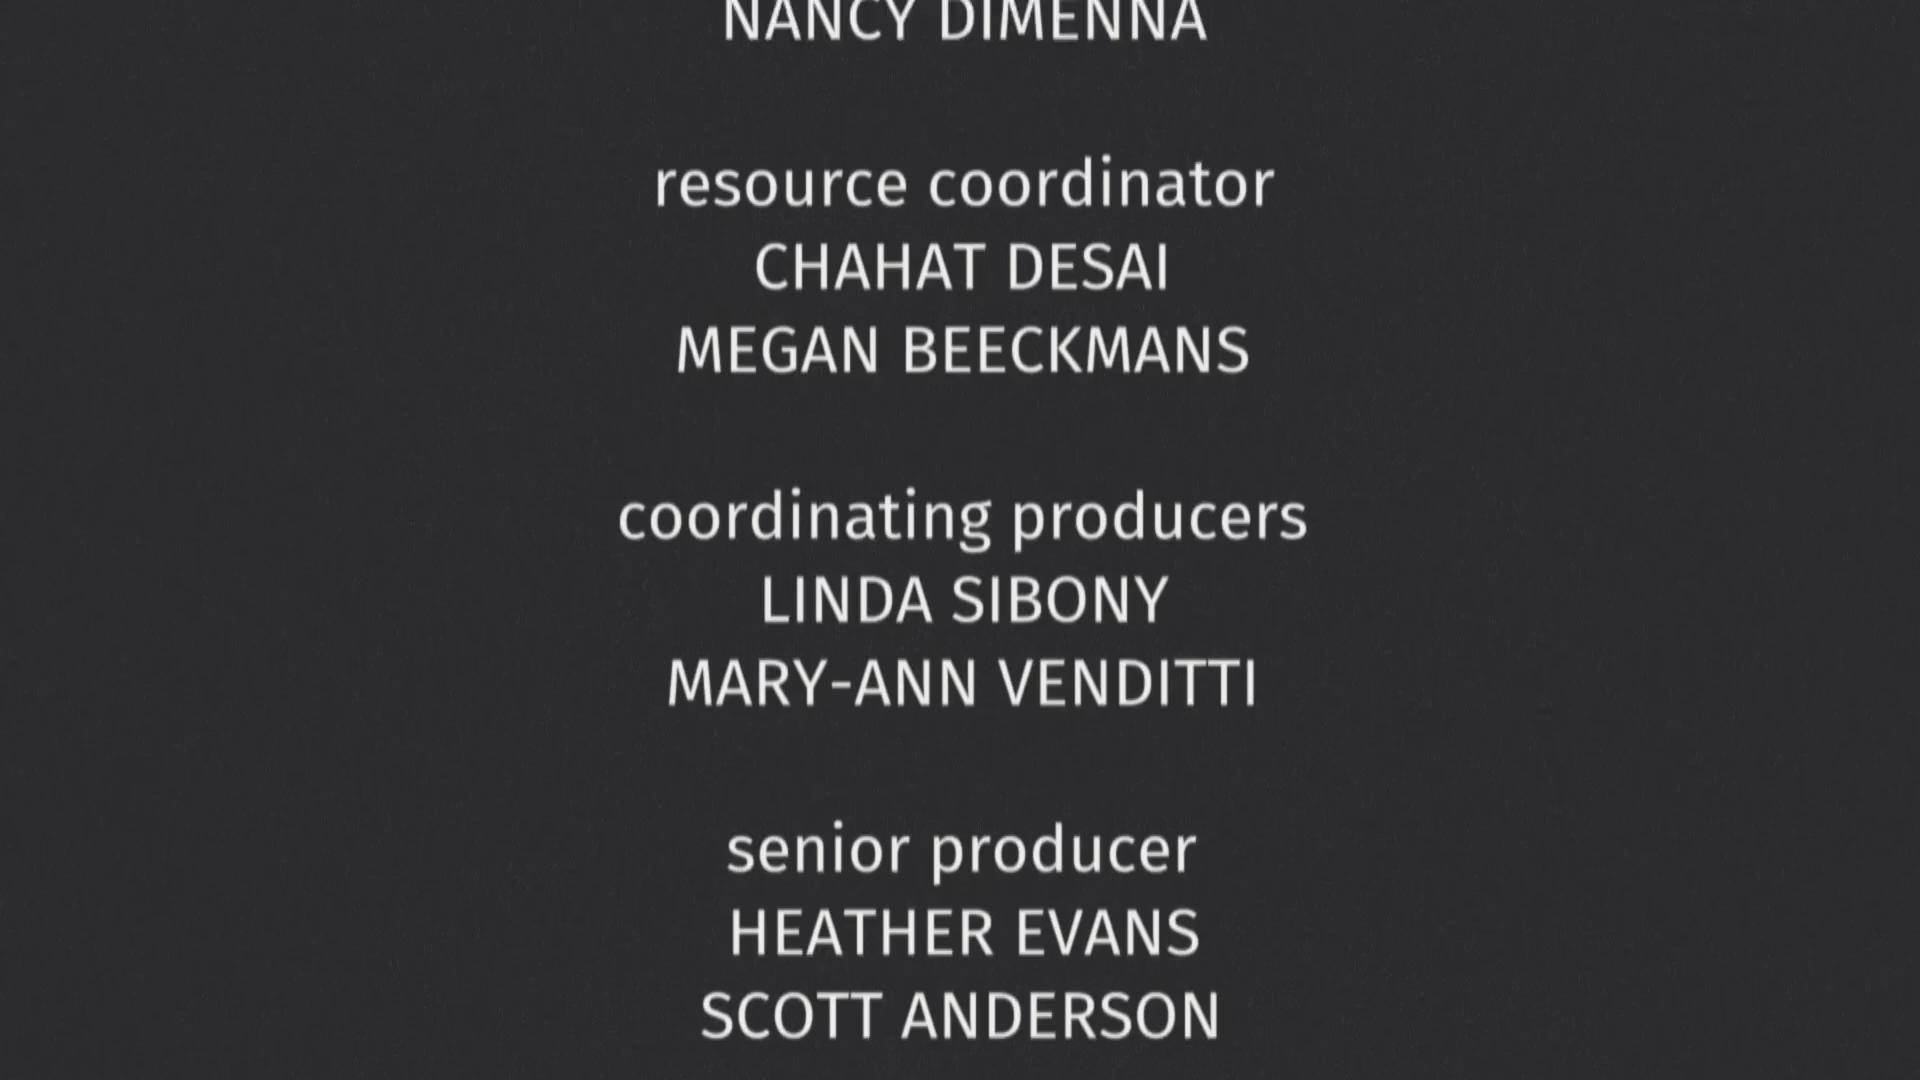 NANCY DIMENNA
resource coordinator
CHAHAT DESAI
MEGAN BEECKMANS
coordinating producers
LINDA SIBONY
MARY-ANN VENDITTI
senior producer
HEATHER EVANS
SCOTT ANDERSON